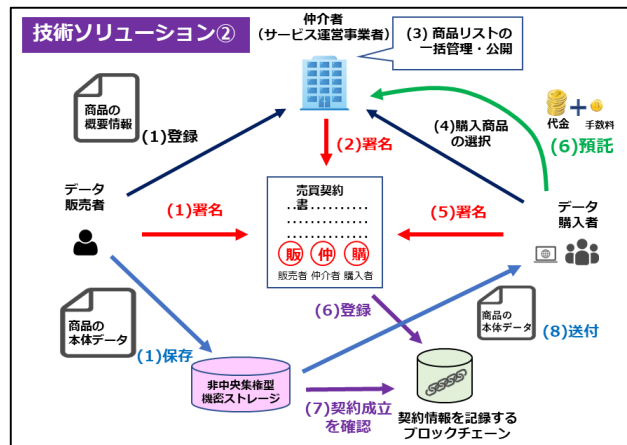 技術ソリューション②
仲介者
(サービス運営事業者)
(3) 商品リストの
一括管理・公開
商品の
概要情報
(1)登録
(2)署名
(4)購入商品
の選択
代金
手数料
(6)預託
データ
販売者
(1)署名
売買契約
書
販 仲 購
販売者 仲介者 購入者
(5)署名
データ
購入者
商品の
本体データ
(1)保存
(6)登録
商品の
本体データ
(8)送付
非中央集権型
機密ストレージ
(7)契約成立
を確認
契約情報を記録する
ブロックチェーン